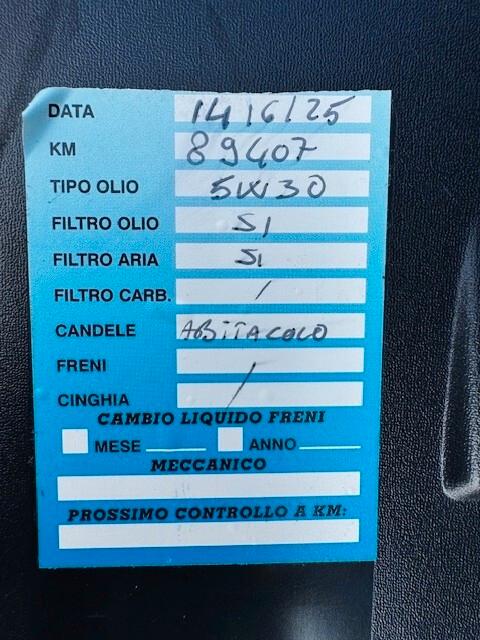 DATA 14/6/25
KM 89407
TIPO OLIO 5W30
FILTRO OLIO SI
FILTRO ARIA SI
FILTRO CARB. /
CANDELE ABITACOLO
FRENI /
CINGHIA
CAMBIO LIQUIDO FRENI
MESE ANNO
MECCANICO
PROSSIMO CONTROLLO A KM: